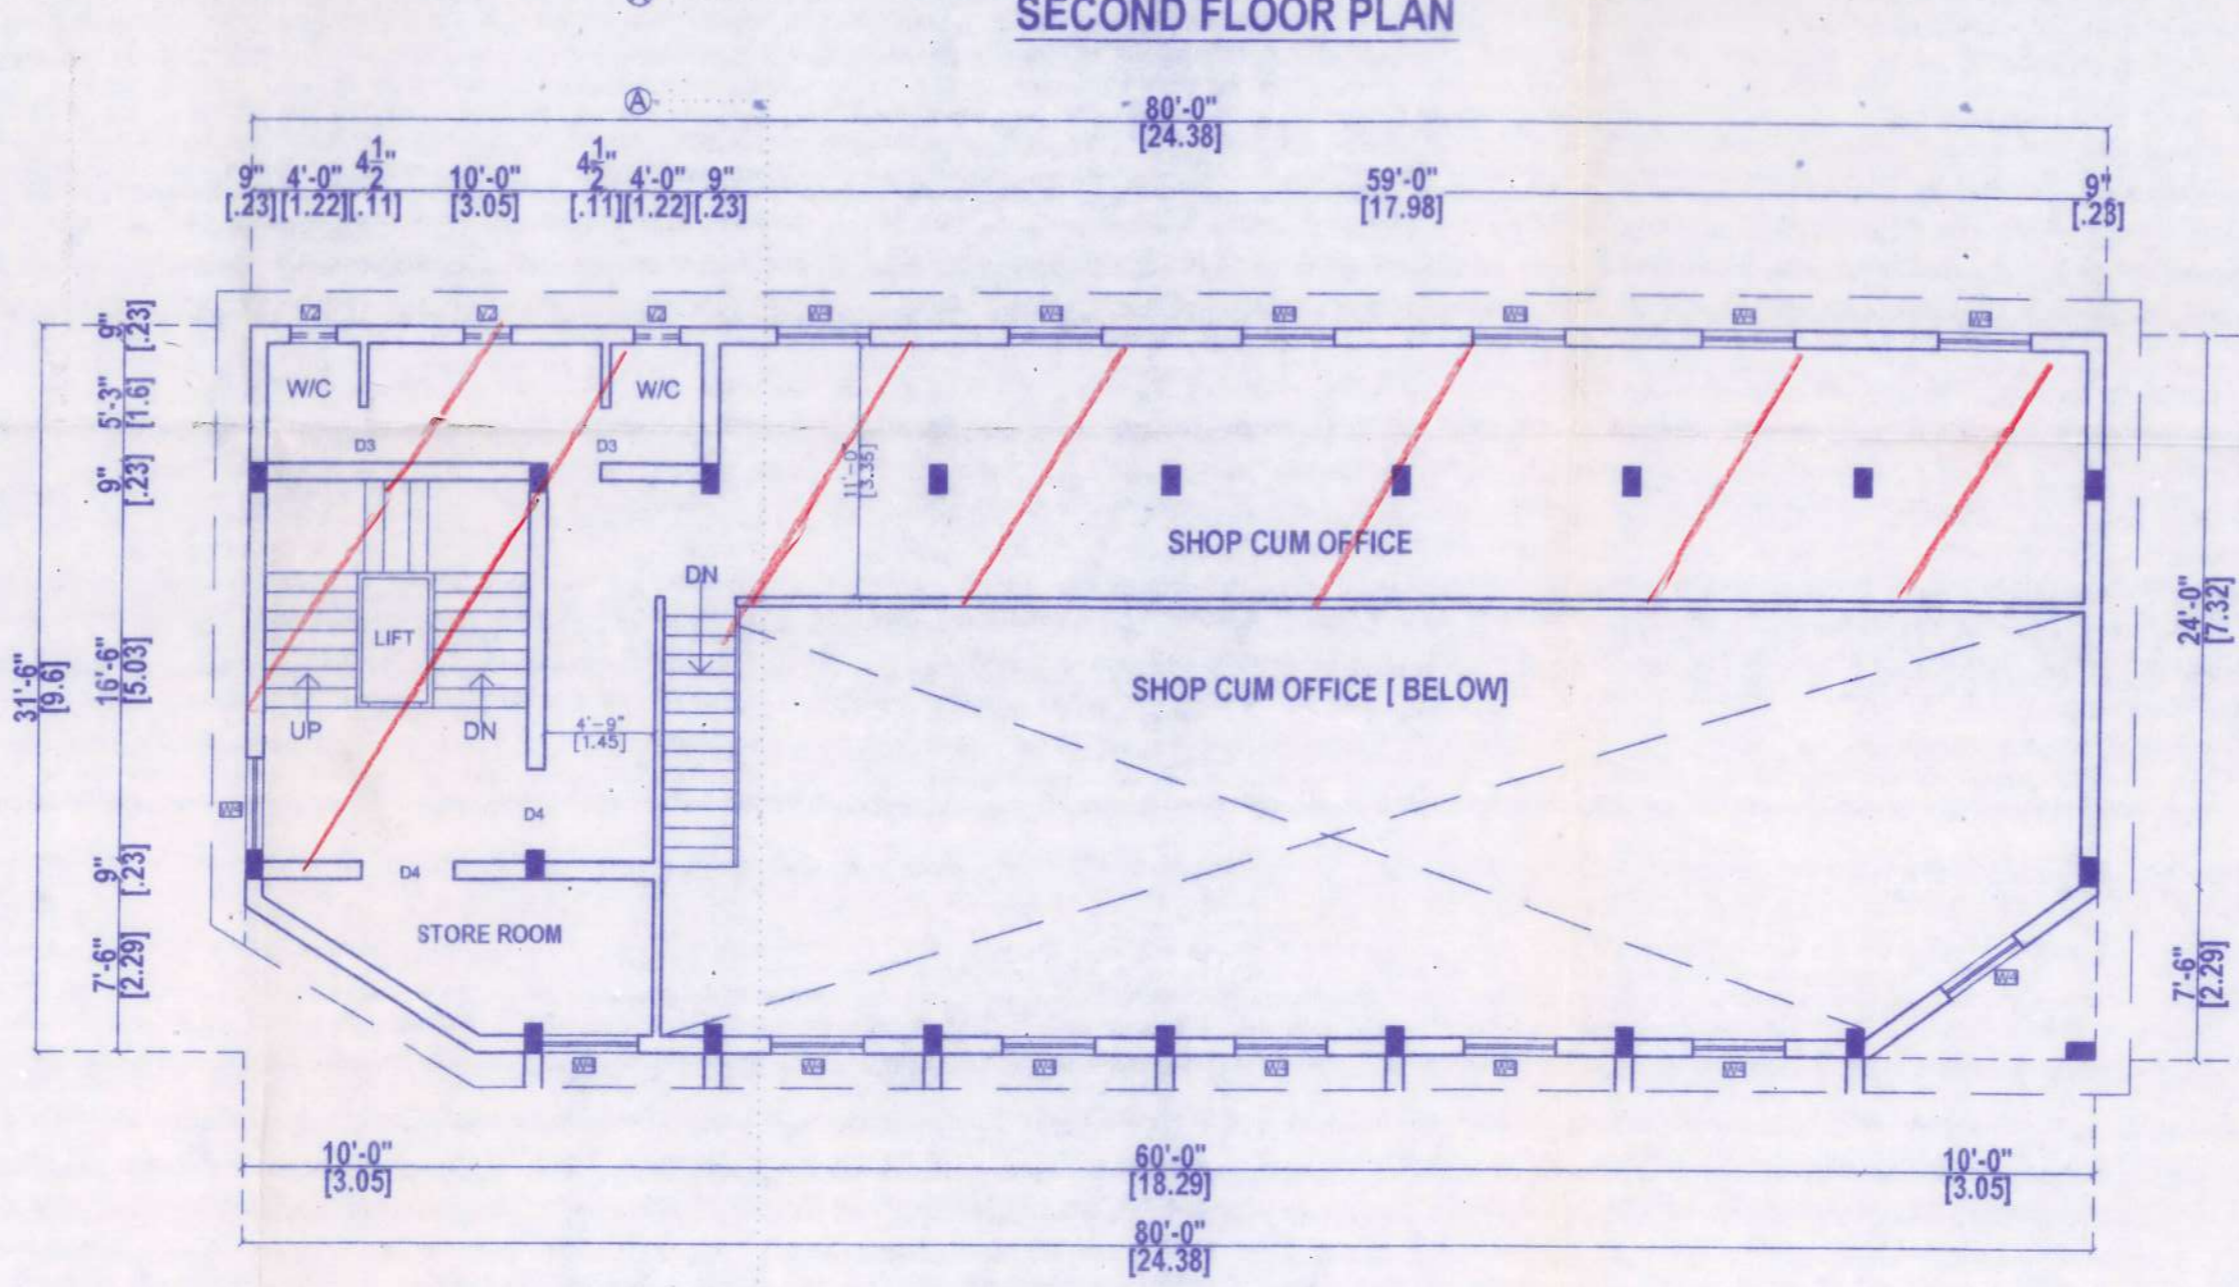 SECOND FLOOR PLAN
A
80'-0"
[24.38]
9" 4'-0" 4 1/2" 10'-0" 4 1/2" 4'-0" 9" 59'-0" 9"
[.23][1.22][.11] [3.05] [.11][1.22][.23] [17.98] [.23]
9" [.23]
W/C W/C
5'-3" [1.6]
D3 D3
9" [.23]
11'-0" [3.35]
SHOP CUM OFFICE
DN
LIFT
24'-0" [7.32]
31'-6" [9.6]
16'-6" [5.03]
SHOP CUM OFFICE [ BELOW]
UP DN
4'-9"
[1.45]
D4
9" [.23]
D4
STORE ROOM
7'-6" [2.29]
7'-6" [2.29]
10'-0" 60'-0" 10'-0"
[3.05] [18.29] [3.05]
80'-0"
[24.38]